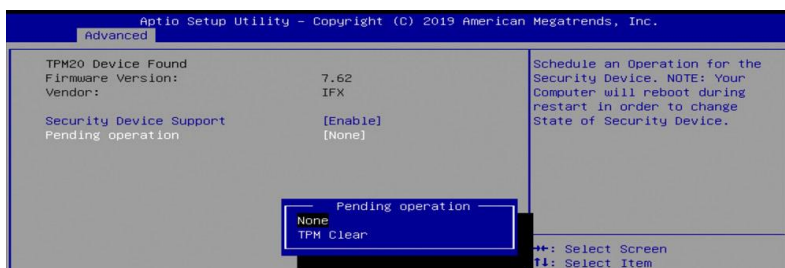 Aptio Setup Utility – Copyright (C) 2019 American Megatrends, Inc.
Advanced
TPM20 Device Found
Firmware Version: 7.62
Vendor: IFX
Security Device Support [Enable]
Pending operation [None]
Pending operation
None
TPM Clear
Schedule an Operation for the
Security Device. NOTE: Your
Computer will reboot during
restart in order to change
State of Security Device.
→←: Select Screen
↑↓: Select Item